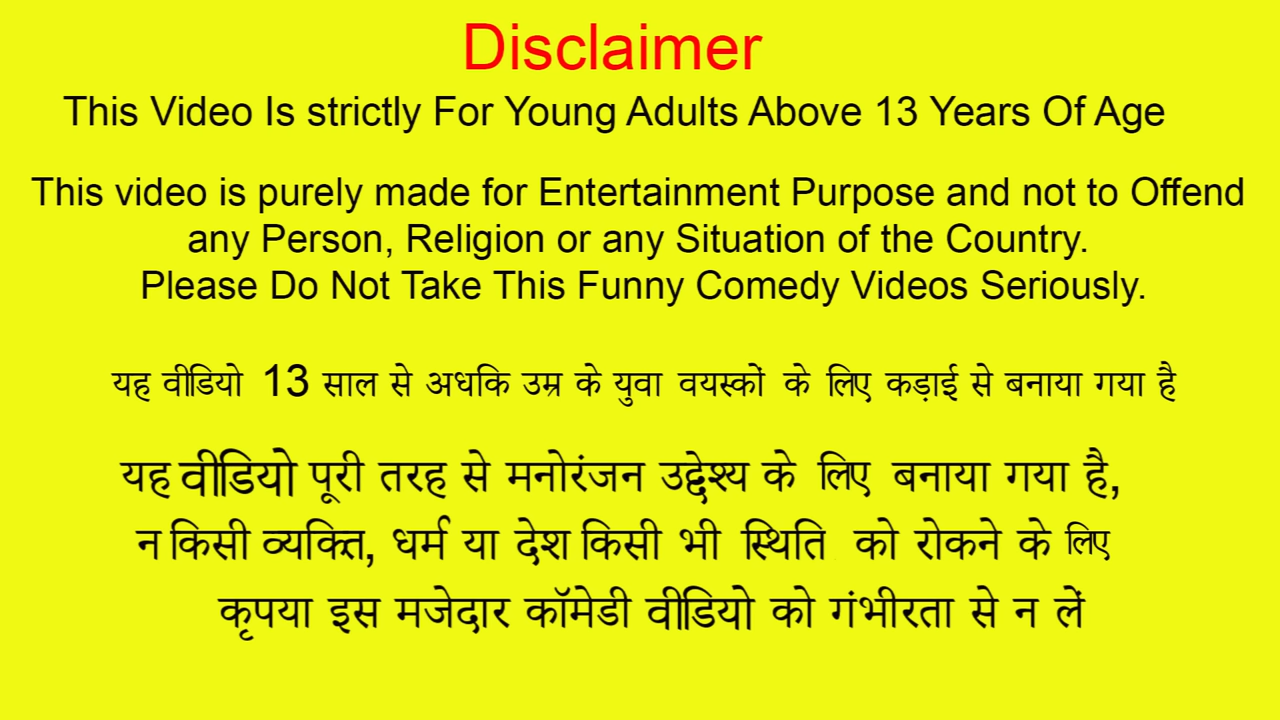 Disclaimer
This Video Is strictly For Young Adults Above 13 Years Of Age
This video is purely made for Entertainment Purpose and not to Offend
any Person, Religion or any Situation of the Country.
Please Do Not Take This Funny Comedy Videos Seriously.
यह वीडियो 13 साल से अधकि उम्र के युवा वयस्कों के लिए कड़ाई से बनाया गया है
यह वीडियो पूरी तरह से मनोरंजन उद्देश्य के लिए बनाया गया है,
न किसी व्यक्ति, धर्म या देश किसी भी स्थिति को रोकने के लिए
कृपया इस मजेदार कॉमेडी वीडियो को गंभीरता से न लें